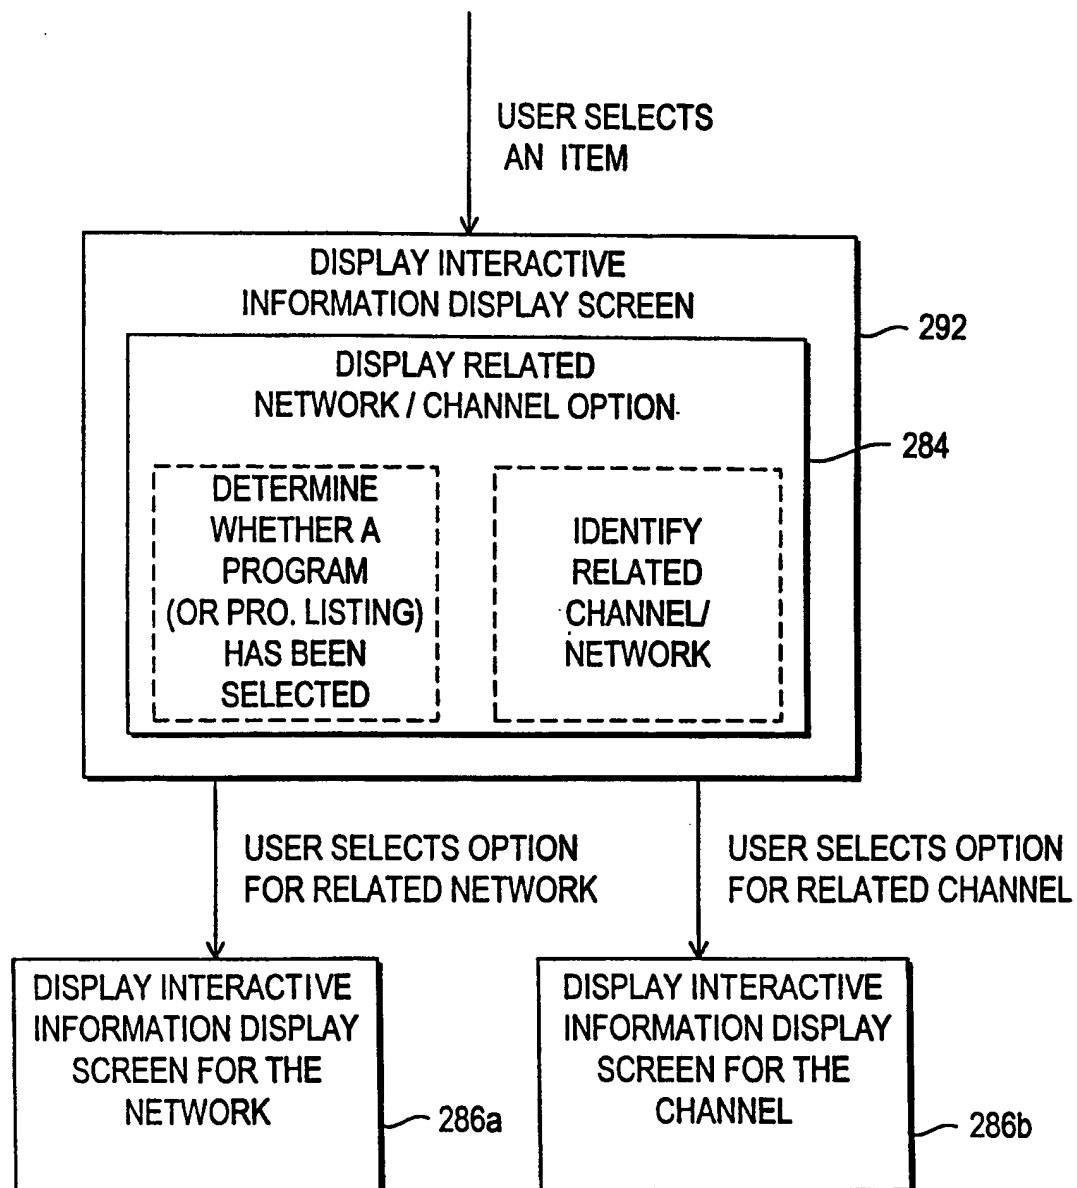 USER SELECTS
AN ITEM
DISPLAY INTERACTIVE
INFORMATION DISPLAY SCREEN
292
DISPLAY RELATED
NETWORK / CHANNEL OPTION
284
DETERMINE
WHETHER A
PROGRAM
(OR PRO. LISTING)
HAS BEEN
SELECTED
IDENTIFY
RELATED
CHANNEL/
NETWORK
USER SELECTS OPTION
FOR RELATED NETWORK
USER SELECTS OPTION
FOR RELATED CHANNEL
DISPLAY INTERACTIVE
INFORMATION DISPLAY
SCREEN FOR THE
NETWORK
286a
DISPLAY INTERACTIVE
INFORMATION DISPLAY
SCREEN FOR THE
CHANNEL
286b